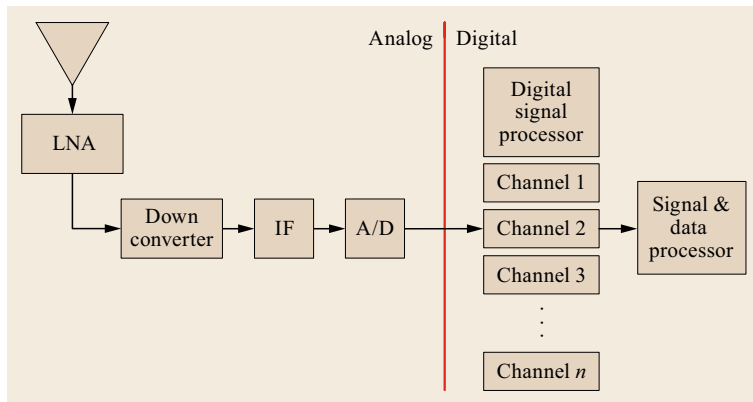 Analog
Digital
LNA
Down
converter
IF
A/D
Digital
signal
processor
Channel 1
Channel 2
Channel 3
Channel n
Signal &
data
processor